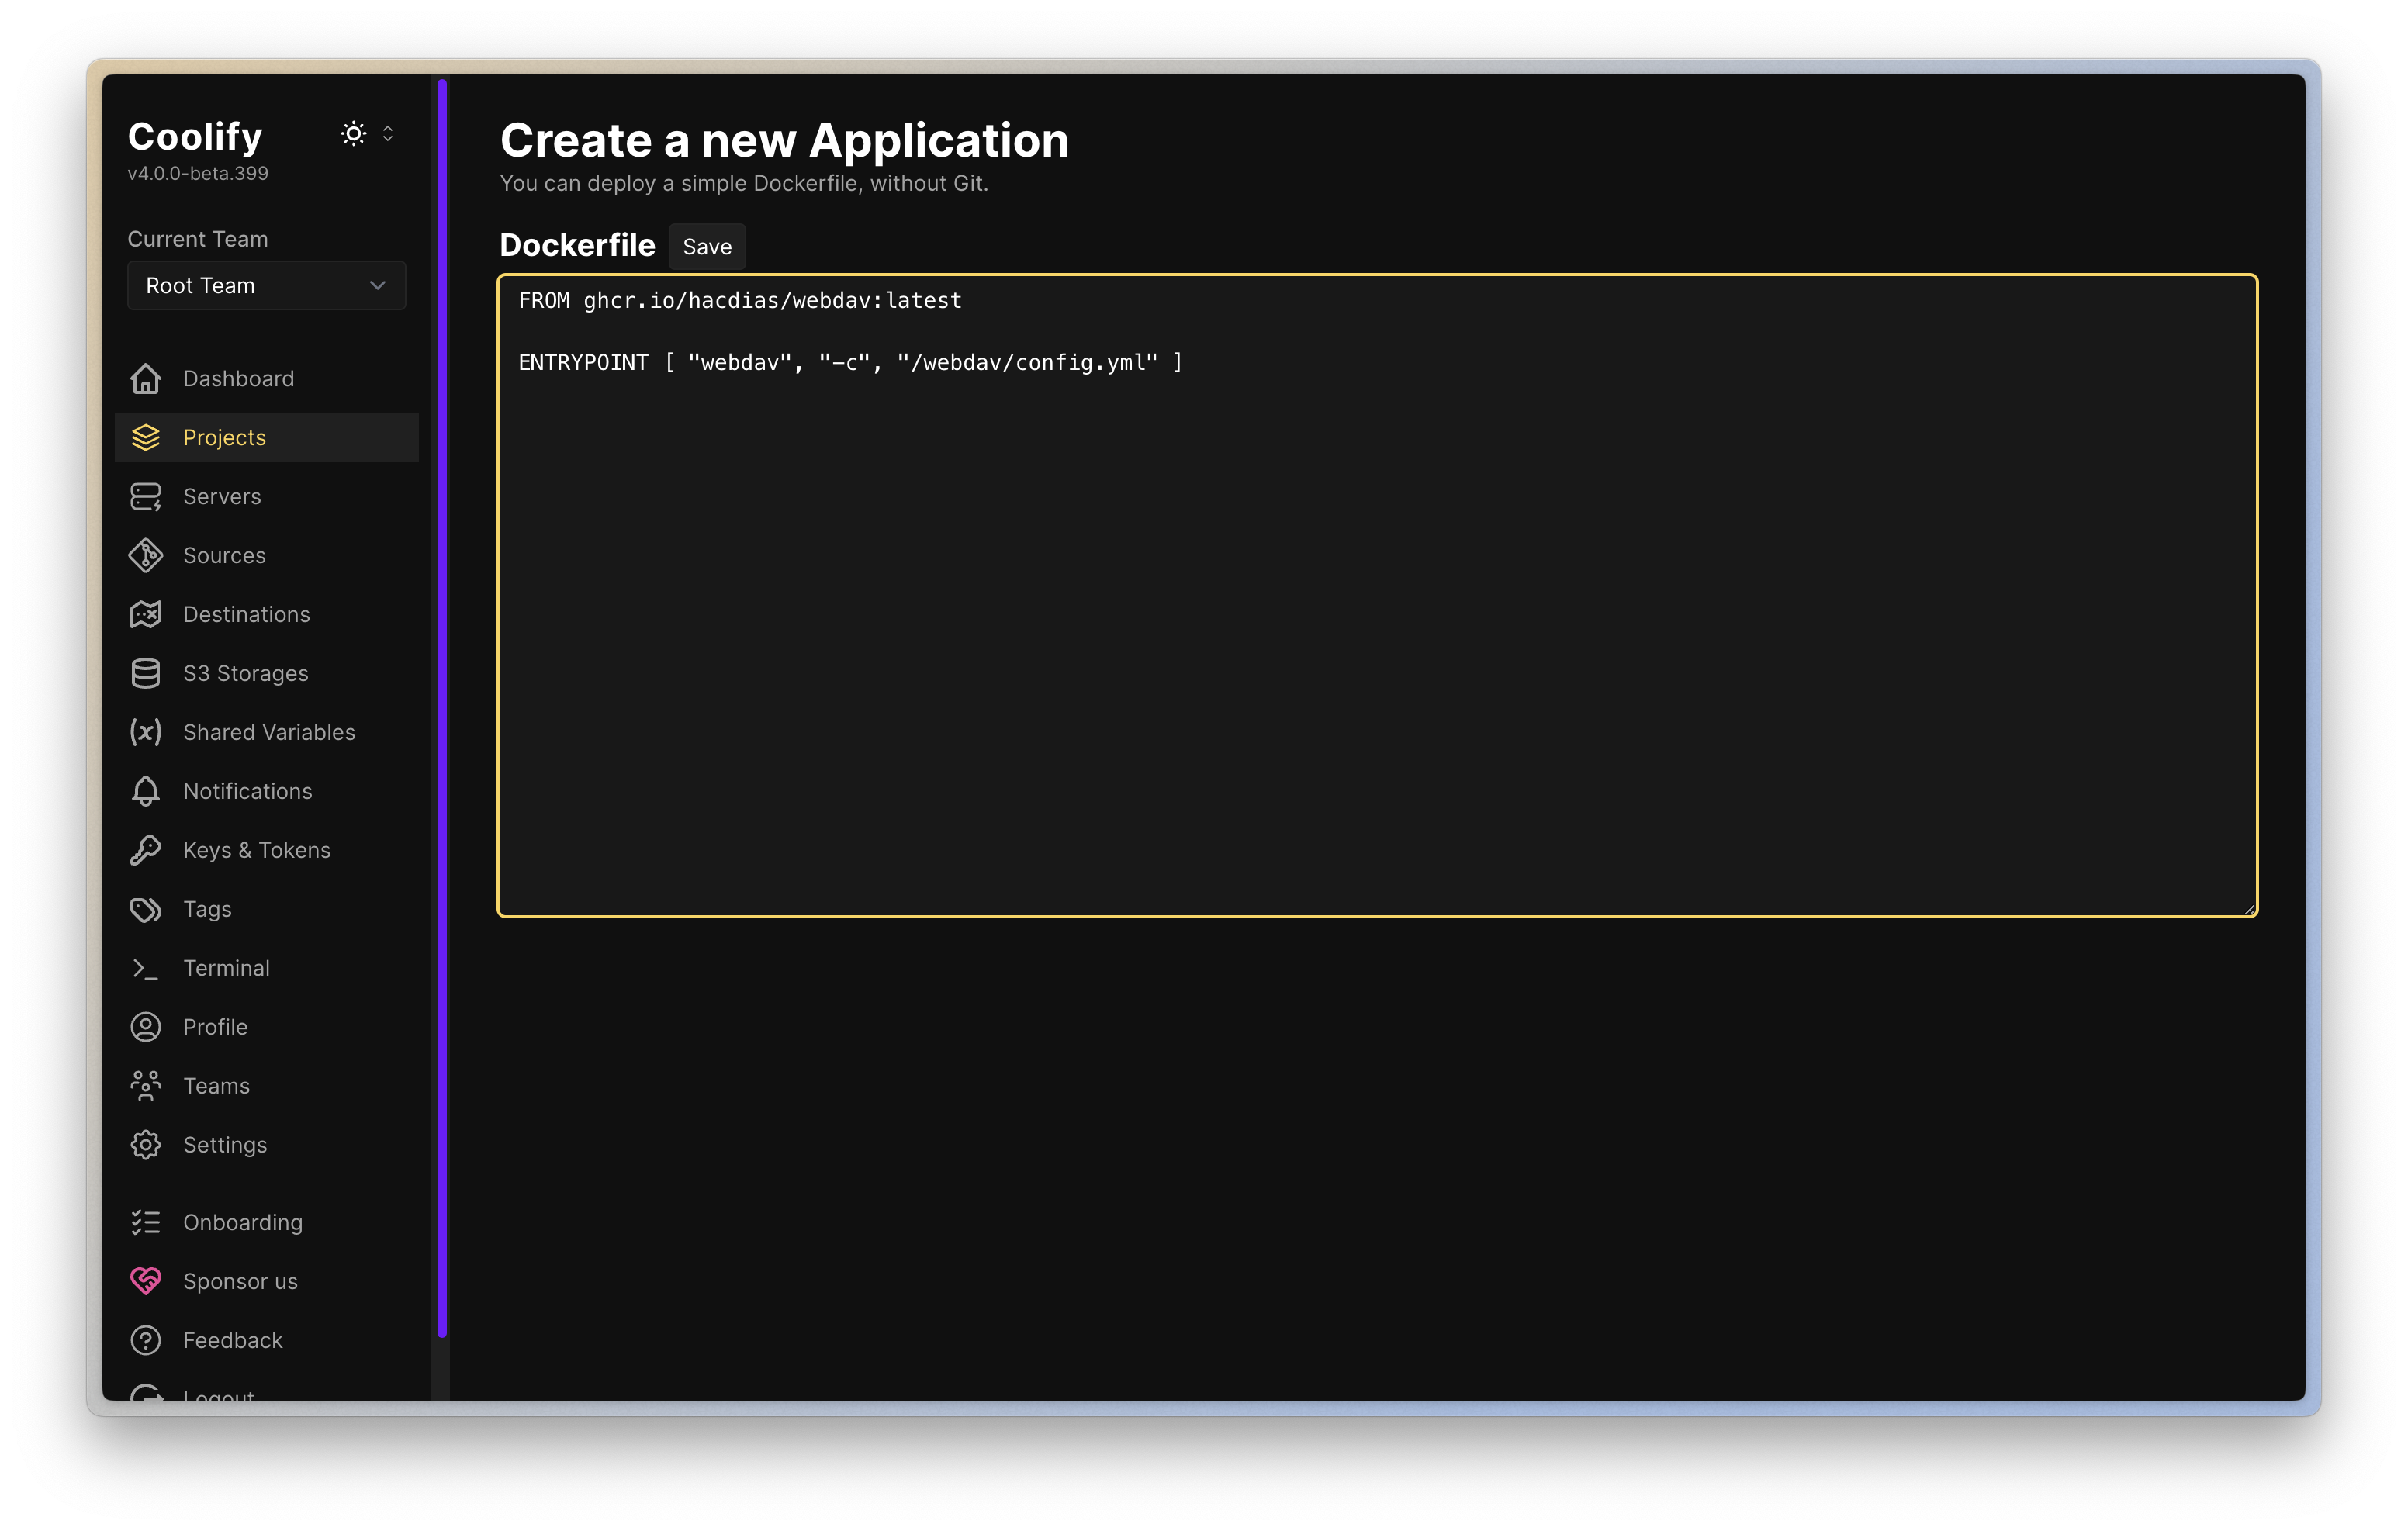 Coolify
v4.0.0-beta.399
Current Team
Root Team
Dashboard
Projects
Servers
Sources
Destinations
S3 Storages
Shared Variables
Notifications
Keys & Tokens
Tags
Terminal
Profile
Teams
Settings
Onboarding
Sponsor us
Feedback
Logout
Create a new Application
You can deploy a simple Dockerfile, without Git.
Dockerfile Save
FROM ghcr.io/hacdias/webdav:latest
ENTRYPOINT [ "webdav", "-c", "/webdav/config.yml" ]